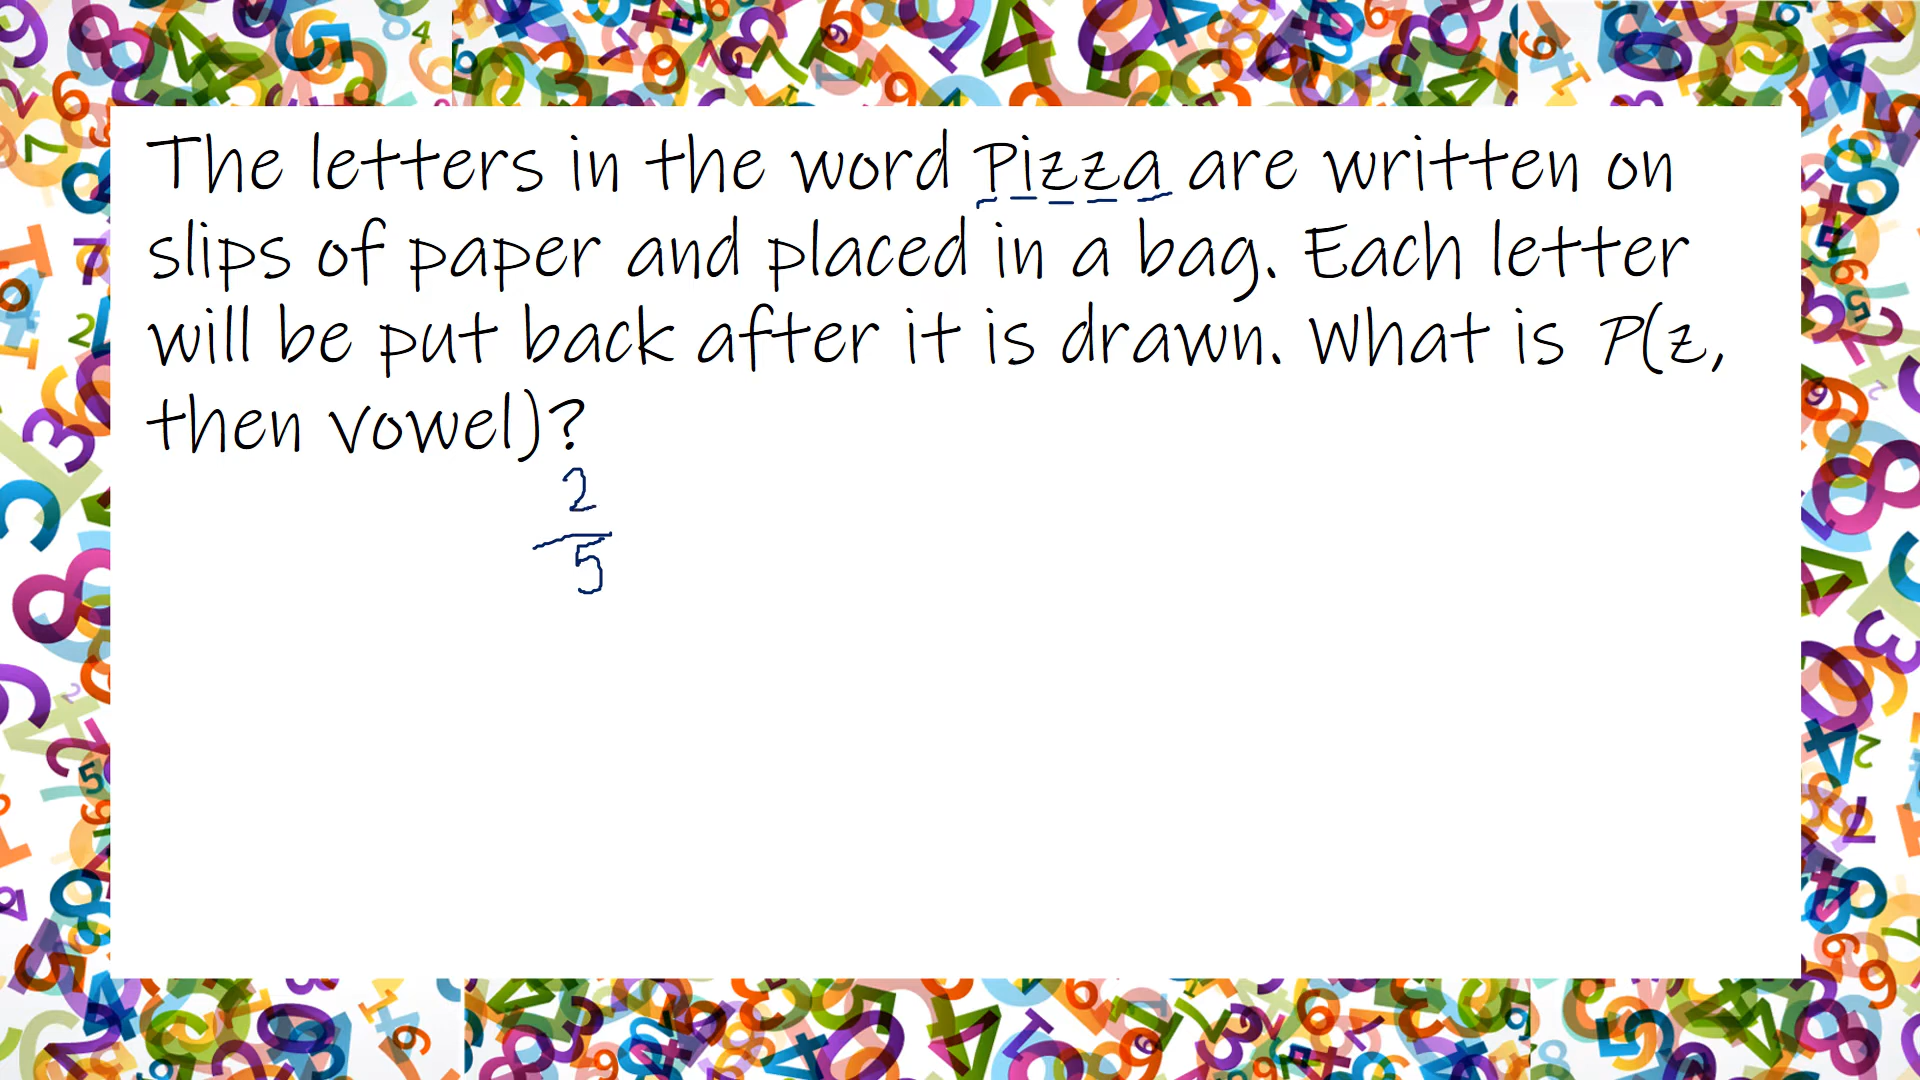 The letters in the word Pizza are written on
slips of paper and placed in a bag. Each letter
will be put back after it is drawn. What is P(z,
then vowel)?
2
5